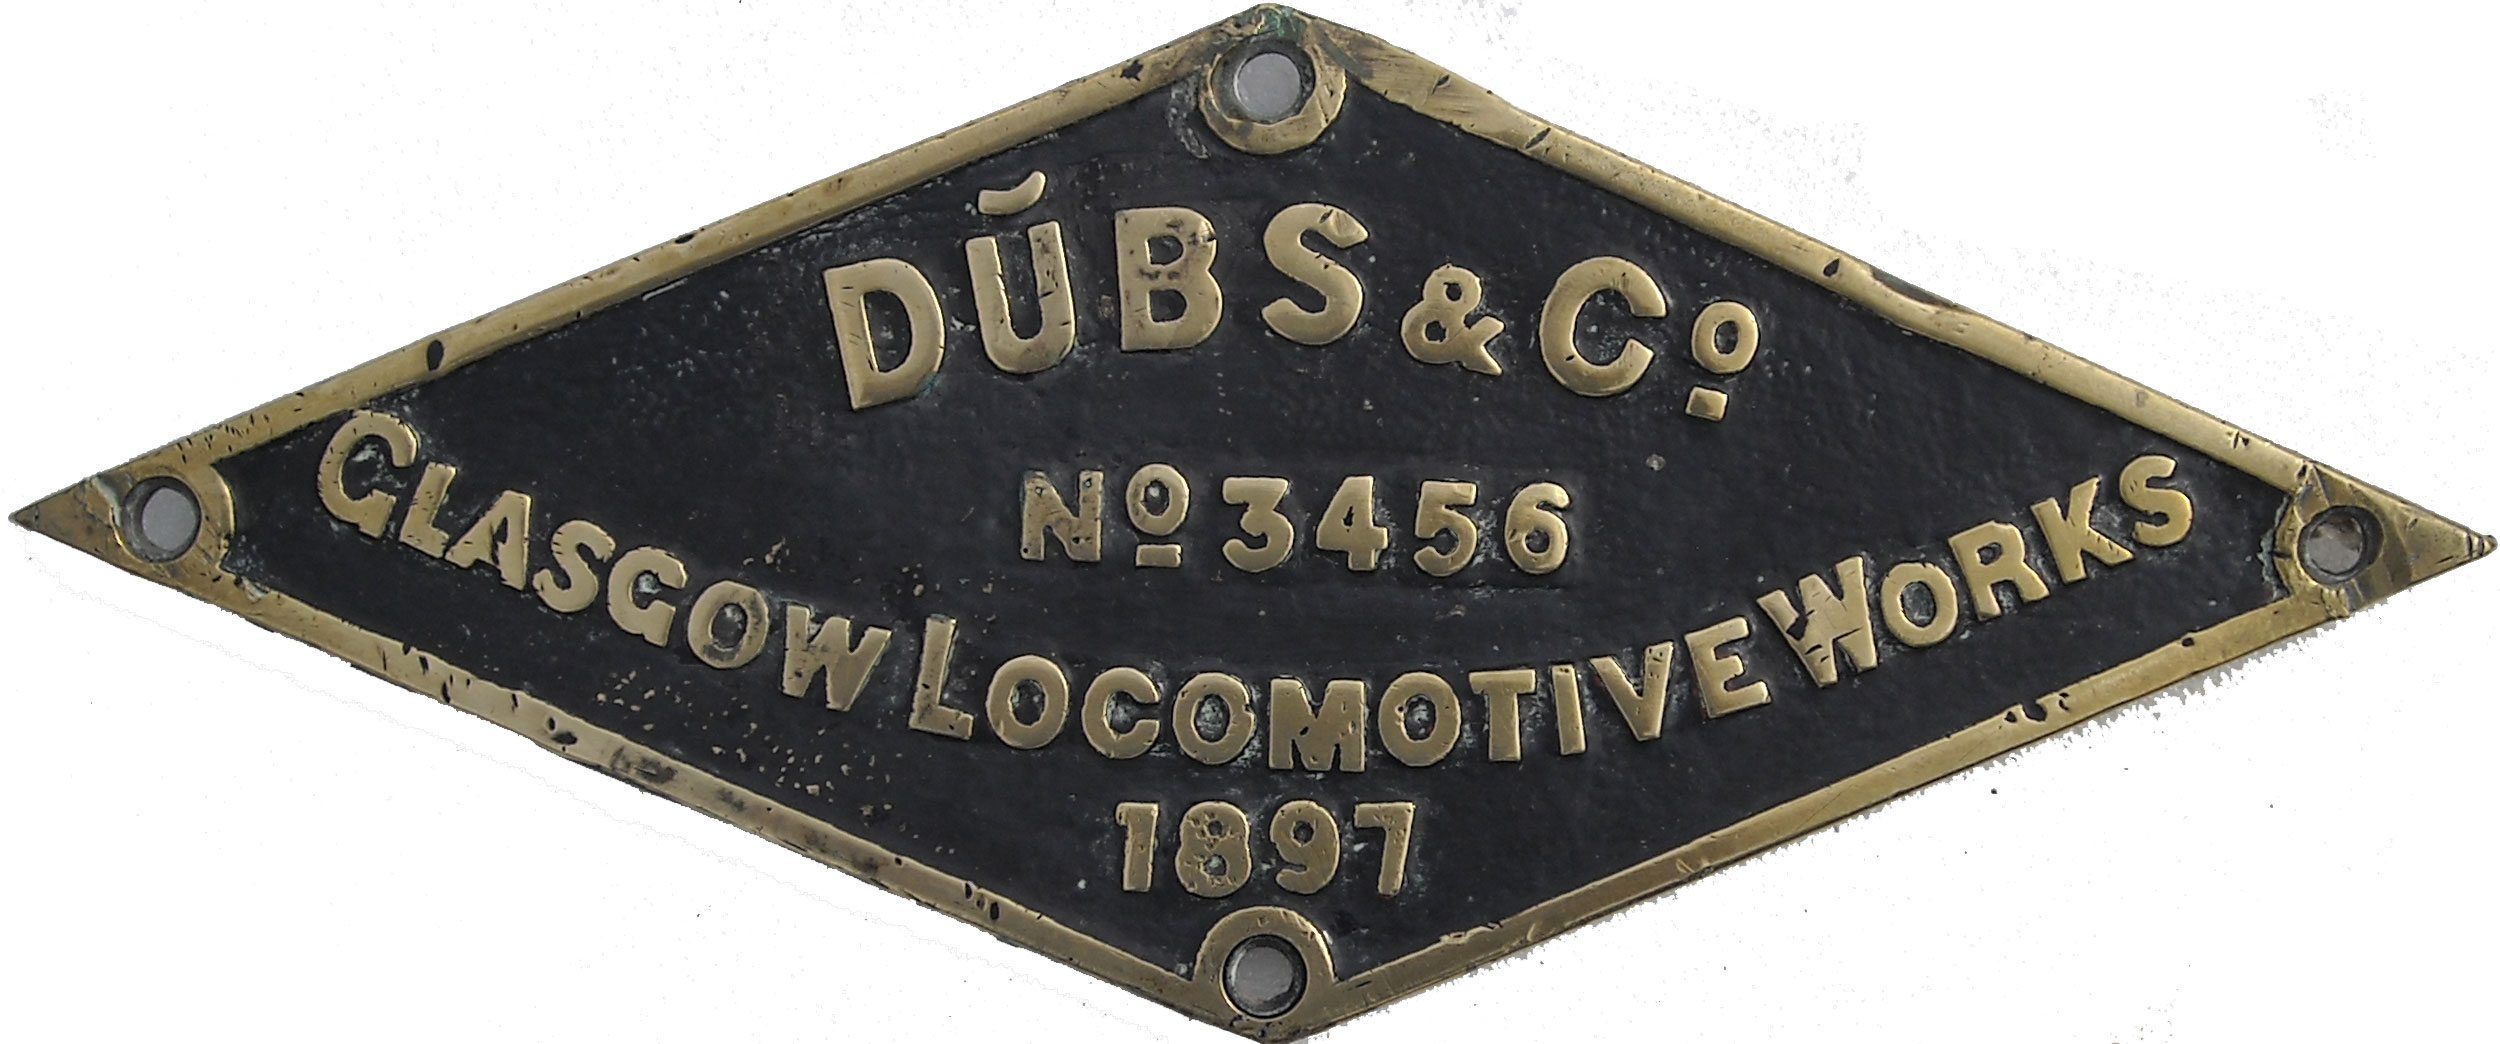 DŬBS & Cº
Nº 3456
GLASGOW LOCOMOTIVE WORKS
1897